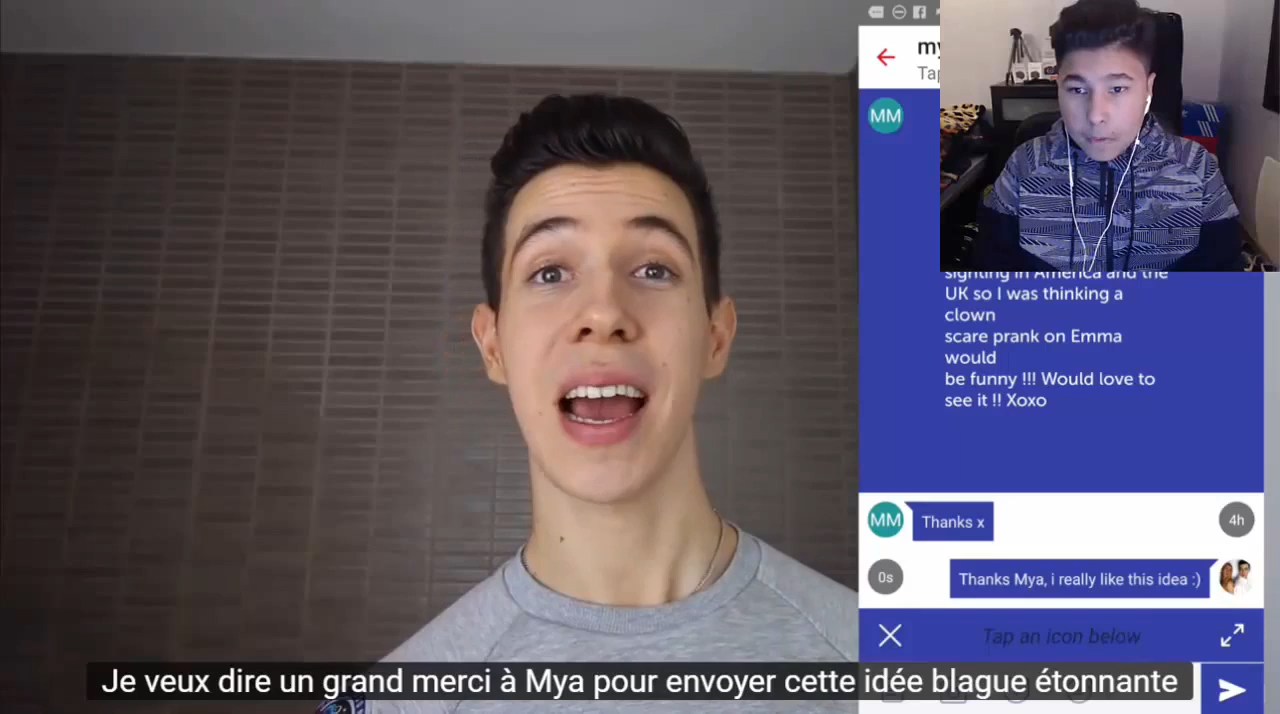 my
Tap
MM
sighting in America and the
UK so I was thinking a
clown
scare prank on Emma
would
be funny !!! Would love to
see it !! Xoxo
MM Thanks x 4h
0s Thanks Mya, i really like this idea :)
Tap an icon below
Je veux dire un grand merci à Mya pour envoyer cette idée blague étonnante